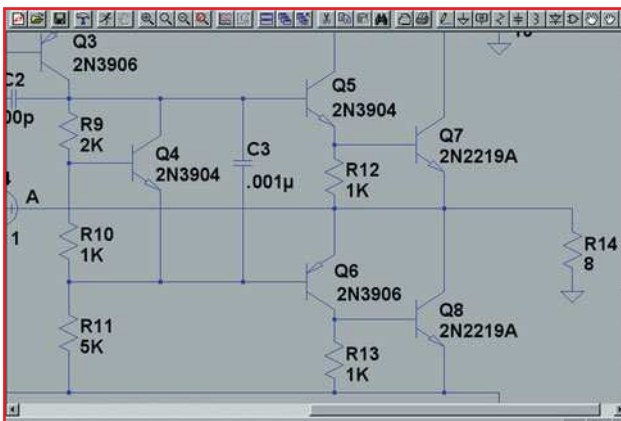 Q3
2N3906
C2
00p
R9
2K
Q4
2N3904
C3
.001µ
Q5
2N3904
R12
1K
Q7
2N2219A
A
1
R10
1K
R14
8
Q6
2N3906
R11
5K
Q8
2N2219A
R13
1K